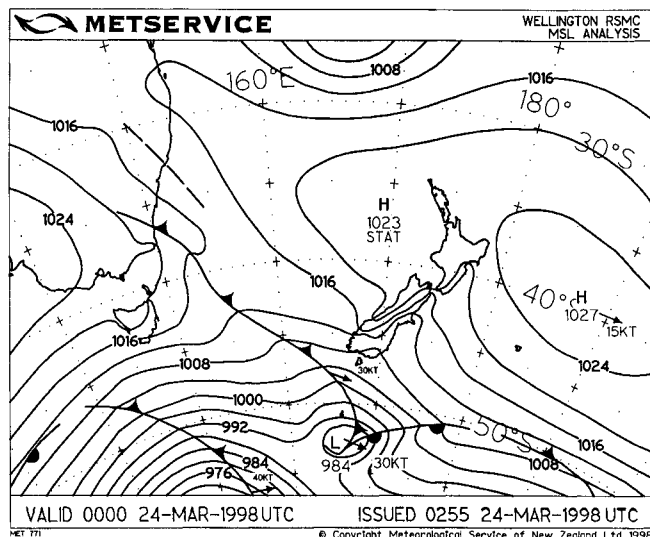 METSERVICE
WELLINGTON RSMC
MSL ANALYSIS
1008
1016
160°E
180°
30°S
1016
1024
H
1023
STAT
1016
40°S
H
1027
15KT
1024
1016
1008
30KT
1000
992
50°S
L
984
30KT
1016
1008
984
976
40KT
VALID 0000 24-MAR-1998 UTC
ISSUED 0255 24-MAR-1998 UTC
MET 771
© Copyright Meteorological Service of New Zealand Ltd 1998